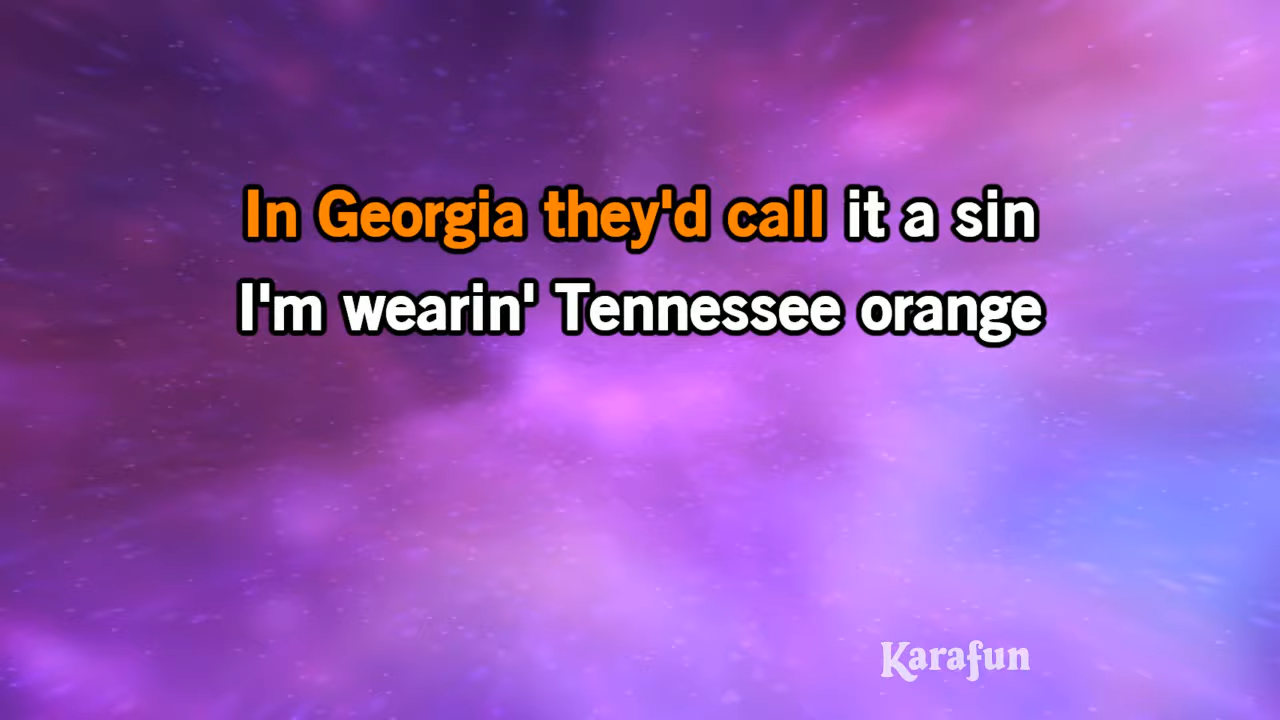 In Georgia they'd call it a sin
I'm wearin' Tennessee orange
Karafun